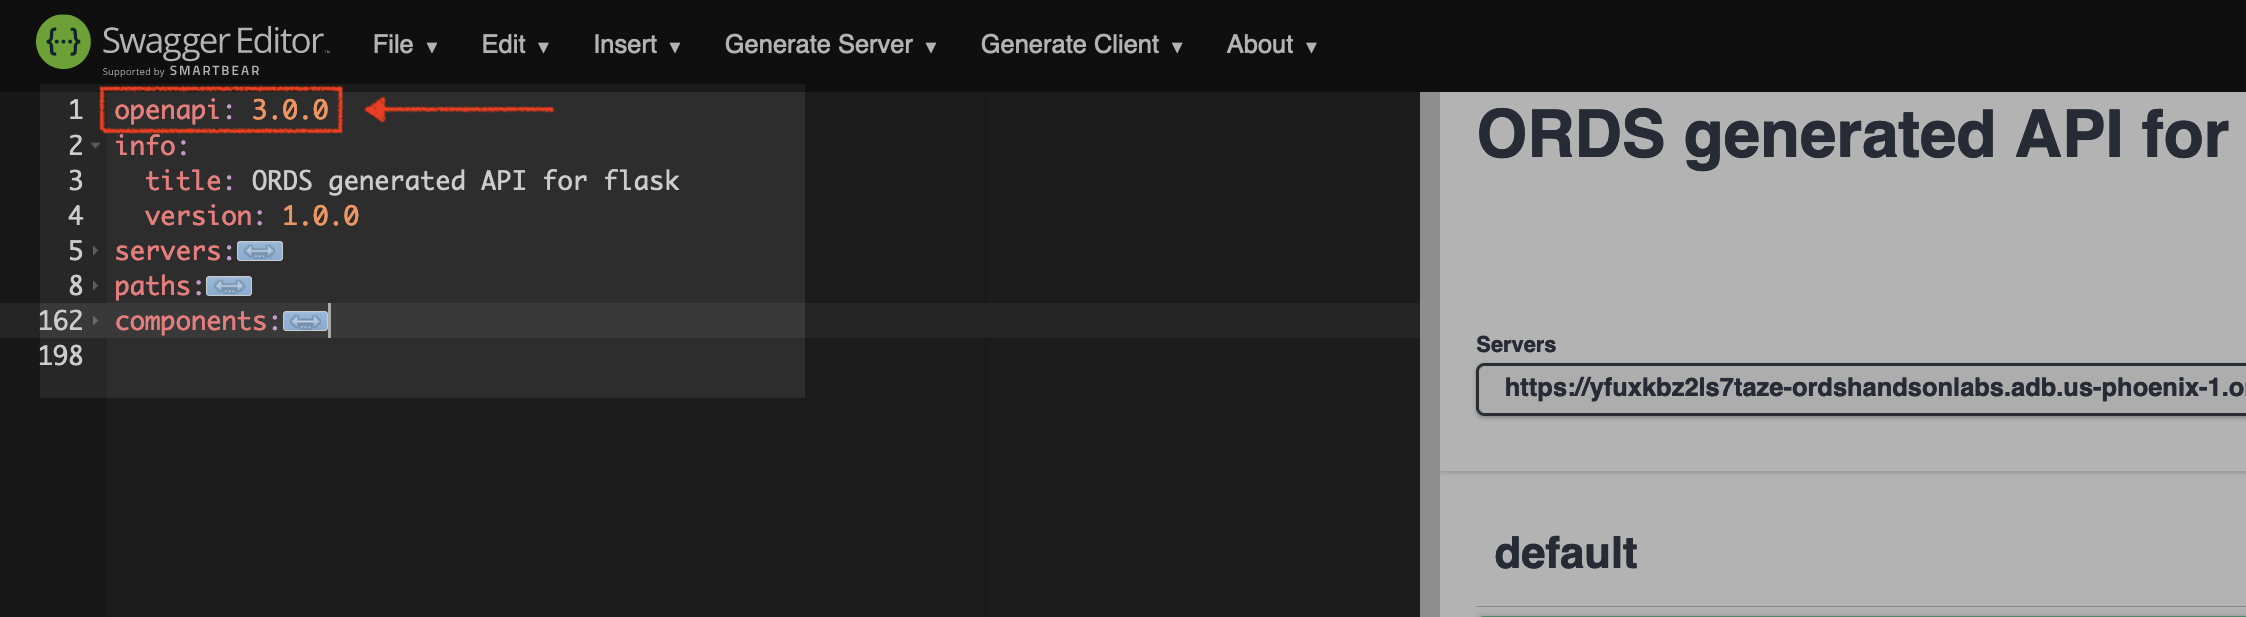 Swagger Editor
Supported by SMARTBEAR
File ▼ Edit ▼ Insert ▼ Generate Server ▼ Generate Client ▼ About ▼
1 openapi: 3.0.0
2 info:
3 title: ORDS generated API for flask
4 version: 1.0.0
5 servers:
8 paths:
162 components:
198
ORDS generated API for
Servers
https://yfuxkbz2ls7taze-ordshandsonlabs.adb.us-phoenix-1.o
default